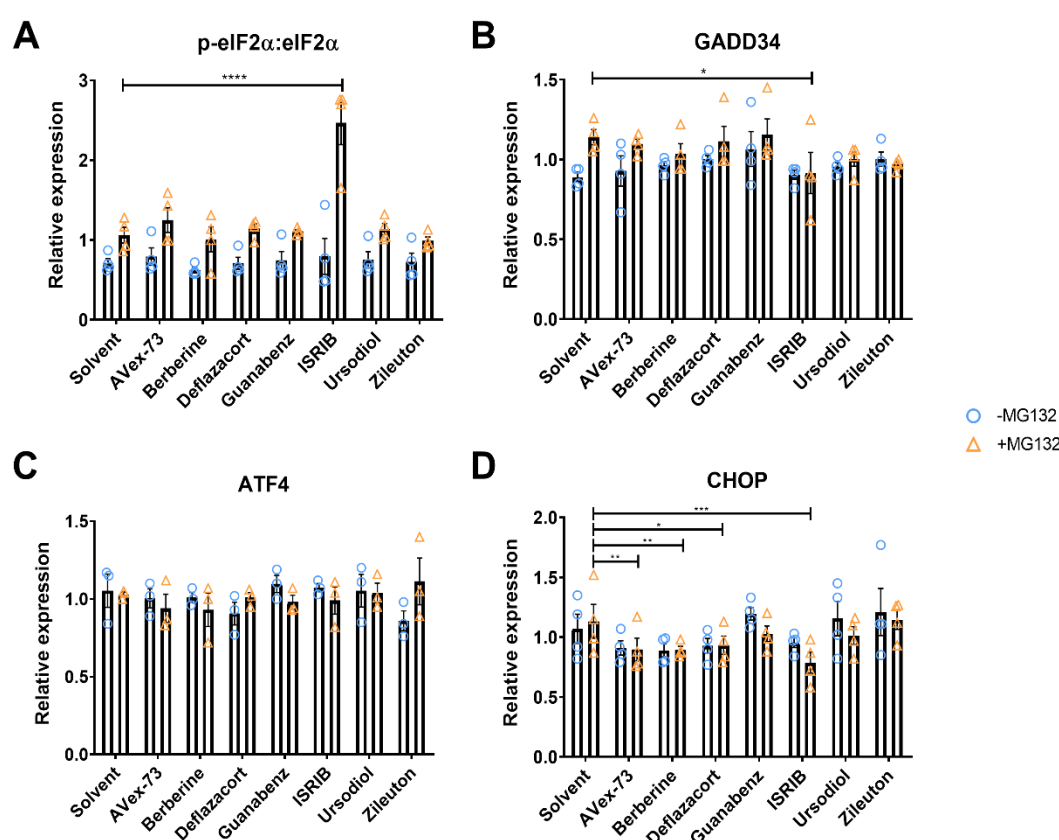 A
p-eIF2α:eIF2α
Relative expression
3
2
1
0
****
Solvent
AVex-73
Berberine
Deflazacort
Guanabenz
ISRIB
Ursodiol
Zileuton
B
GADD34
Relative expression
1.5
1.0
0.5
0.0
*
Solvent
AVex-73
Berberine
Deflazacort
Guanabenz
ISRIB
Ursodiol
Zileuton
-MG132
+MG132
C
ATF4
Relative expression
1.5
1.0
0.5
0.0
Solvent
AVex-73
Berberine
Deflazacort
Guanabenz
ISRIB
Ursodiol
Zileuton
D
CHOP
Relative expression
2.0
1.5
1.0
0.5
0.0
***
*
**
**
Solvent
AVex-73
Berberine
Deflazacort
Guanabenz
ISRIB
Ursodiol
Zileuton